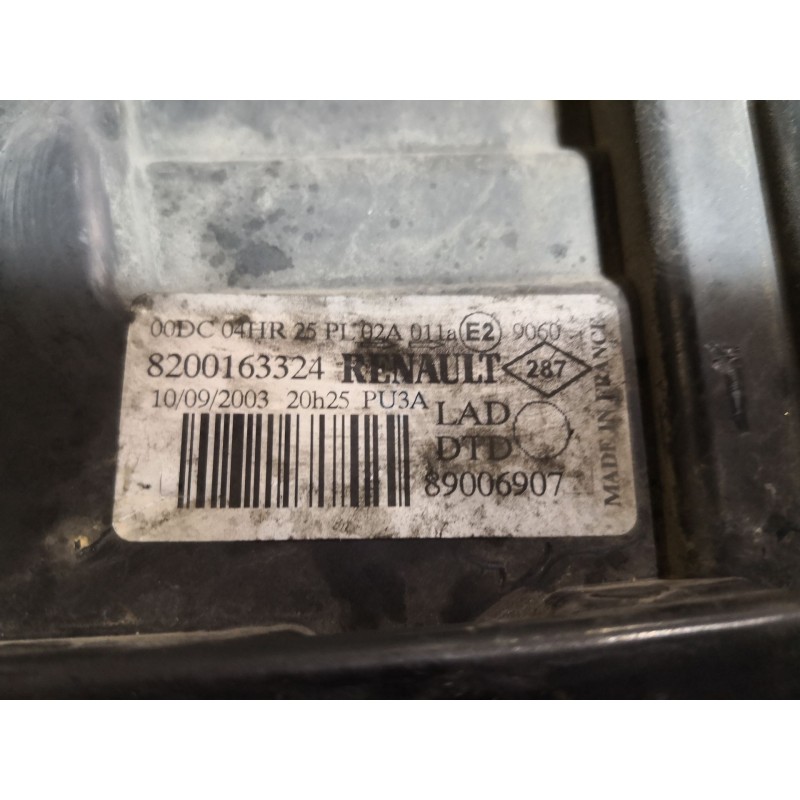 00DC 04HR 25 PL 02A 011a E2 9060
8200163324 RENAULT 287
10/09/2003 20h25 PU3A
LAD
DTD
89006907
MADE IN FRANCE